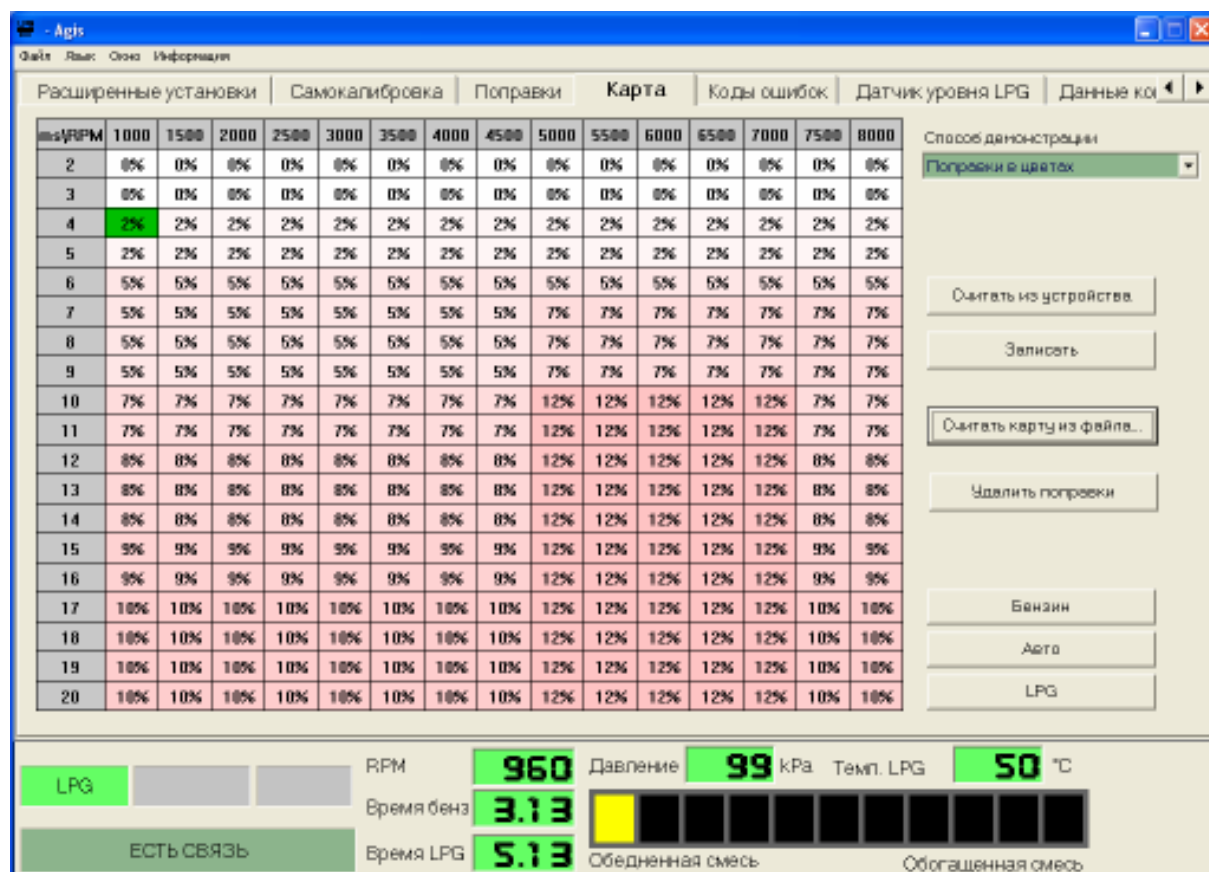 - Agis
Файл Язык Окно Информация
Расширенные установки Самокалибровка Поправки Карта Коды ошибок Датчик уровня LPG Данные ко
ms\RPM 1000 1500 2000 2500 3000 3500 4000 4500 5000 5500 6000 6500 7000 7500 8000
2 0% 0% 0% 0% 0% 0% 0% 0% 0% 0% 0% 0% 0% 0% 0%
3 0% 0% 0% 0% 0% 0% 0% 0% 0% 0% 0% 0% 0% 0% 0%
4 2% 2% 2% 2% 2% 2% 2% 2% 2% 2% 2% 2% 2% 2% 2%
5 2% 2% 2% 2% 2% 2% 2% 2% 2% 2% 2% 2% 2% 2% 2%
6 5% 5% 5% 5% 5% 5% 5% 5% 5% 5% 5% 5% 5% 5% 5%
7 5% 5% 5% 5% 5% 5% 5% 5% 7% 7% 7% 7% 7% 7% 7%
8 5% 5% 5% 5% 5% 5% 5% 5% 7% 7% 7% 7% 7% 7% 7%
9 5% 5% 5% 5% 5% 5% 5% 5% 7% 7% 7% 7% 7% 7% 7%
10 7% 7% 7% 7% 7% 7% 7% 7% 12% 12% 12% 12% 12% 7% 7%
11 7% 7% 7% 7% 7% 7% 7% 7% 12% 12% 12% 12% 12% 7% 7%
12 8% 8% 8% 8% 8% 8% 8% 8% 12% 12% 12% 12% 12% 8% 8%
13 8% 8% 8% 8% 8% 8% 8% 8% 12% 12% 12% 12% 12% 8% 8%
14 8% 8% 8% 8% 8% 8% 8% 8% 12% 12% 12% 12% 12% 8% 8%
15 9% 9% 9% 9% 9% 9% 9% 9% 12% 12% 12% 12% 12% 9% 9%
16 9% 9% 9% 9% 9% 9% 9% 9% 12% 12% 12% 12% 12% 9% 9%
17 10% 10% 10% 10% 10% 10% 10% 10% 12% 12% 12% 12% 12% 10% 10%
18 10% 10% 10% 10% 10% 10% 10% 10% 12% 12% 12% 12% 12% 10% 10%
19 10% 10% 10% 10% 10% 10% 10% 10% 12% 12% 12% 12% 12% 10% 10%
20 10% 10% 10% 10% 10% 10% 10% 10% 12% 12% 12% 12% 12% 10% 10%
Способ демонстрации
Поправки в цветах
Считать из устройства
Записать
Считать карту из файла...
Удалить поправки
Бензин
Авто
LPG
LPG
ЕСТЬ СВЯЗЬ
RPM 960 Давление 99 kPa Темп. LPG 50 °C
Время бенз 3.13
Время LPG 5.13 Обедненная смесь Обогащенная смесь